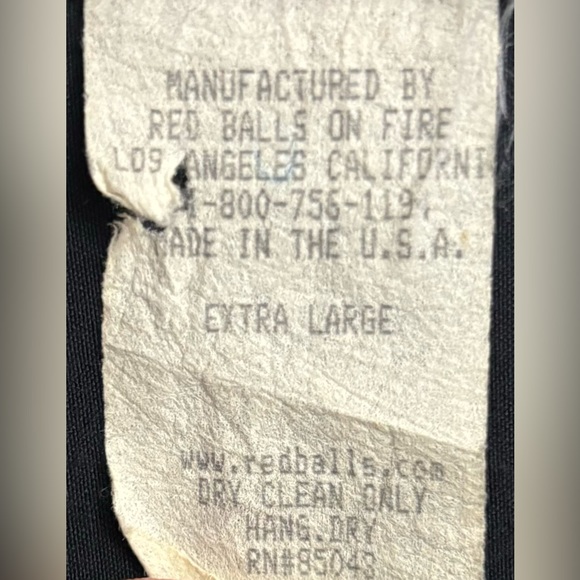 MANUFACTURED BY
RED BALLS ON FIRE
LOS ANGELES CALIFORNI
1-800-756-119
MADE IN THE U.S.A.
EXTRA LARGE
www.redballs.com
DRY CLEAN ONLY
HANG.DRY
RN#85043